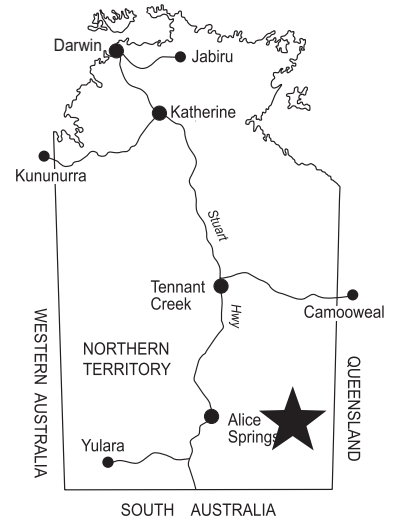 Darwin
Jabiru
Katherine
Kununurra
Stuart
Tennant
Creek
Hwy
Camooweal
WESTERN AUSTRALIA
NORTHERN
TERRITORY
QUEENSLAND
Alice
Springs
Yulara
SOUTH AUSTRALIA